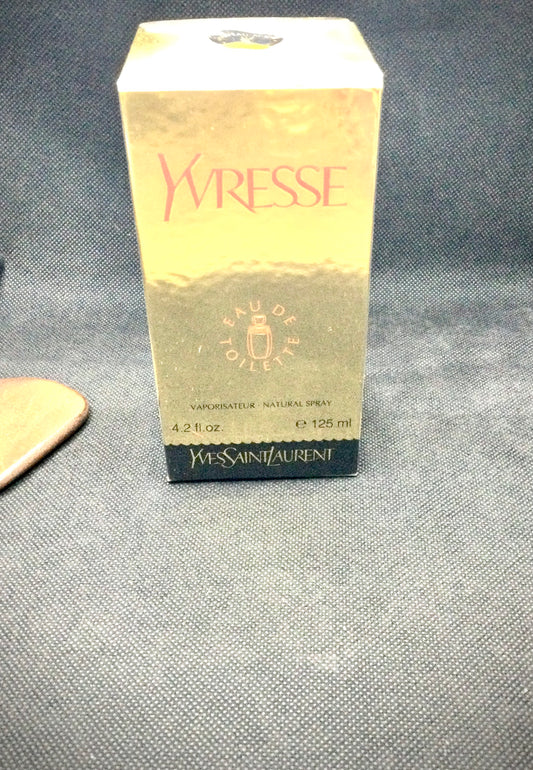 YVRESSE
EAU DE
TOILETTE
VAPORISATEUR · NATURAL SPRAY
4.2 fl.oz. ℮ 125 ml
YVESSAINTLAURENT